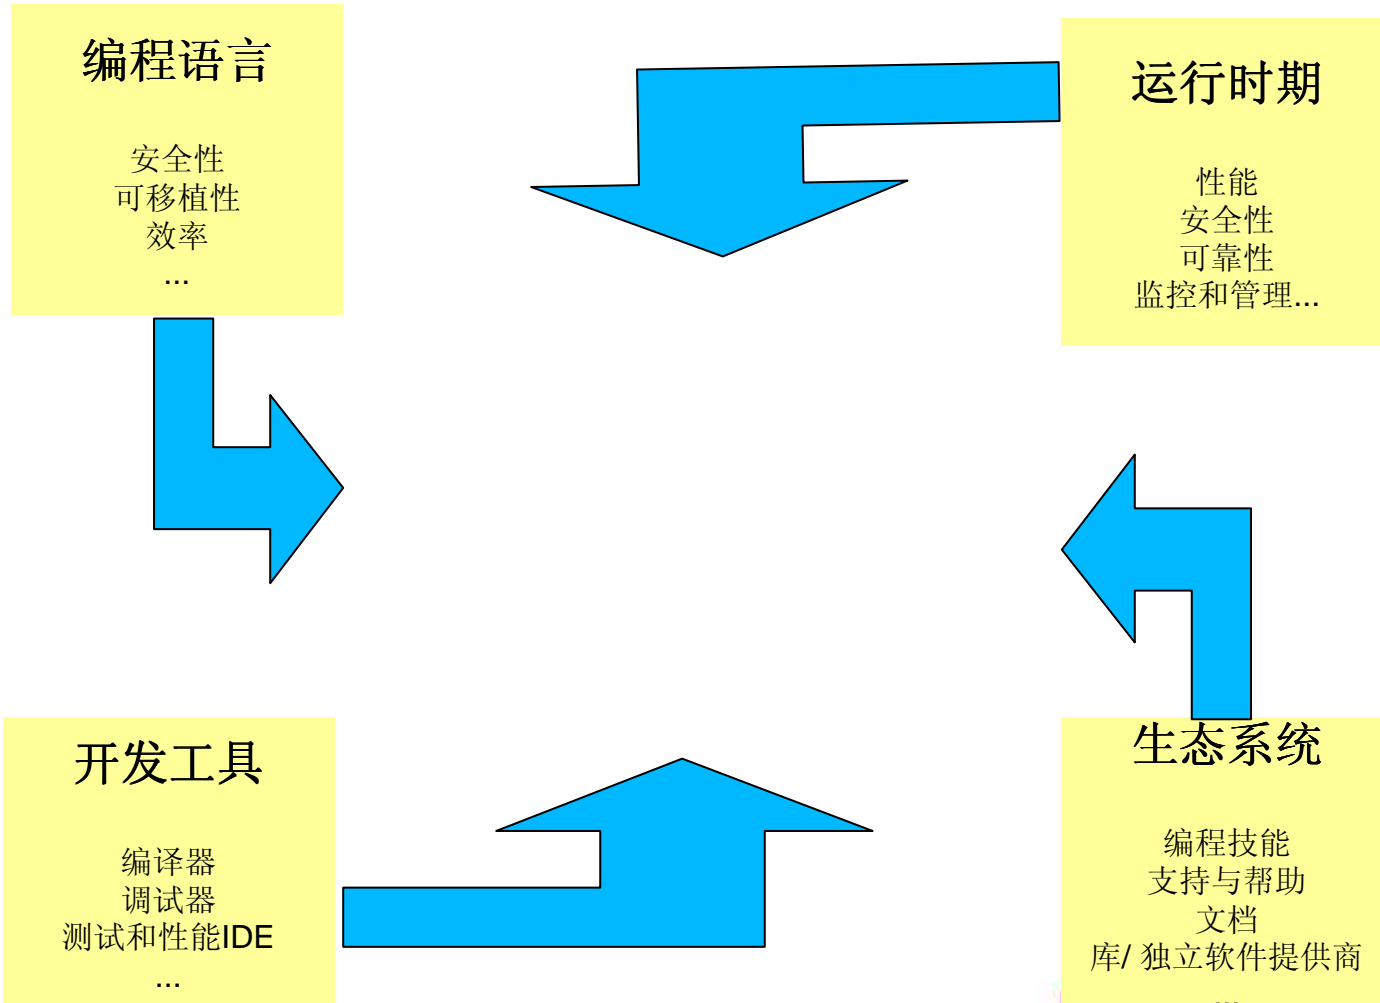 编程语言
安全性
可移植性
效率
...
运行时期
性能
安全性
可靠性
监控和管理...
开发工具
编译器
调试器
测试和性能IDE
...
生态系统
编程技能
支持与帮助
文档
库/ 独立软件提供商
...